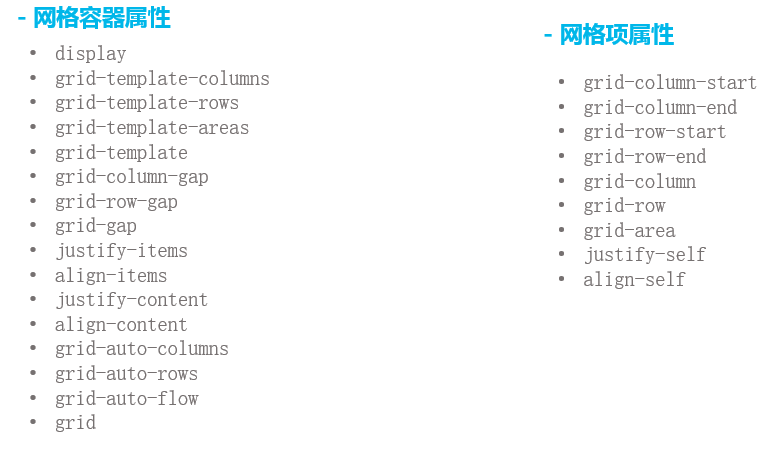 - 网格容器属性
• display
• grid-template-columns
• grid-template-rows
• grid-template-areas
• grid-template
• grid-column-gap
• grid-row-gap
• grid-gap
• justify-items
• align-items
• justify-content
• align-content
• grid-auto-columns
• grid-auto-rows
• grid-auto-flow
• grid
- 网格项属性
• grid-column-start
• grid-column-end
• grid-row-start
• grid-row-end
• grid-column
• grid-row
• grid-area
• justify-self
• align-self